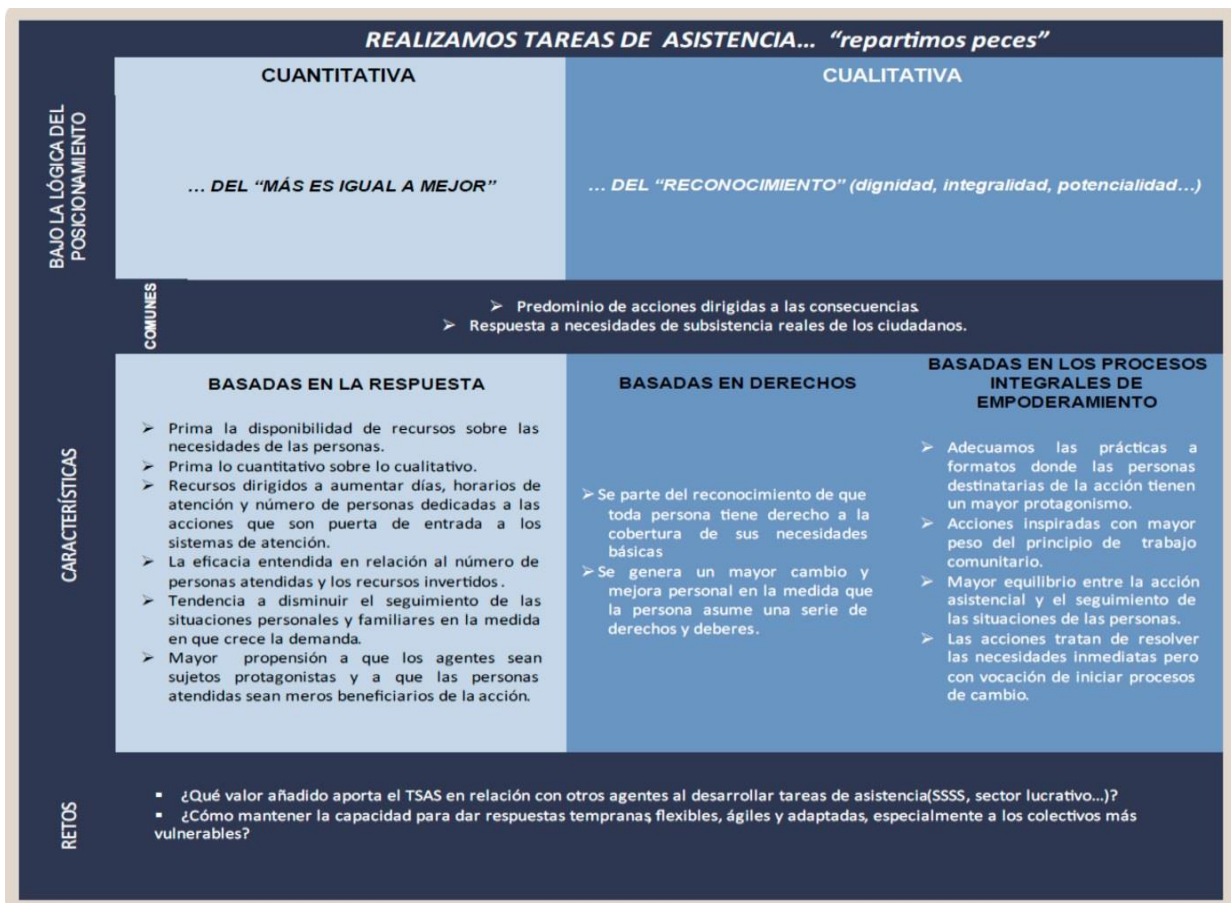 REALIZAMOS TAREAS DE ASISTENCIA... “repartimos peces”
BAJO LA LÓGICA DEL
POSICIONAMIENTO
CUANTITATIVA
... DEL “MÁS ES IGUAL A MEJOR”
CUALITATIVA
... DEL “RECONOCIMIENTO” (dignidad, integralidad, potencialidad...)
CARACTERÍSTICAS
COMUNES
➢ Predominio de acciones dirigidas a las consecuencias.
➢ Respuesta a necesidades de subsistencia reales de los ciudadanos.
BASADAS EN LA RESPUESTA
➢ Prima la disponibilidad de recursos sobre las
necesidades de las personas.
➢ Prima lo cuantitativo sobre lo cualitativo.
➢ Recursos dirigidos a aumentar días, horarios de
atención y número de personas dedicadas a las
acciones que son puerta de entrada a los
sistemas de atención.
➢ La eficacia entendida en relación al número de
personas atendidas y los recursos invertidos.
➢ Tendencia a disminuir el seguimiento de las
situaciones personales y familiares en la medida
en que crece la demanda.
➢ Mayor propensión a que los agentes sean
sujetos protagonistas y a que las personas
atendidas sean meros beneficiarios de la acción.
BASADAS EN DERECHOS
➢ Se parte del reconocimiento de que
toda persona tiene derecho a la
cobertura de sus necesidades
básicas
➢ Se genera un mayor cambio y
mejora personal en la medida que
la persona asume una serie de
derechos y deberes.
BASADAS EN LOS PROCESOS
INTEGRALES DE
EMPODERAMIENTO
➢ Adecuamos las prácticas a
formatos donde las personas
destinatarias de la acción tienen
un mayor protagonismo.
➢ Acciones inspiradas con mayor
peso del principio de trabajo
comunitario.
➢ Mayor equilibrio entre la acción
asistencial y el seguimiento de
las situaciones de las personas.
➢ Las acciones tratan de resolver
las necesidades inmediatas pero
con vocación de iniciar procesos
de cambio.
RETOS
▪ ¿Qué valor añadido aporta el TSAS en relación con otros agentes al desarrollar tareas de asistencia(SSSS, sector lucrativo...)?
▪ ¿Cómo mantener la capacidad para dar respuestas tempranas, flexibles, ágiles y adaptadas, especialmente a los colectivos más
vulnerables?